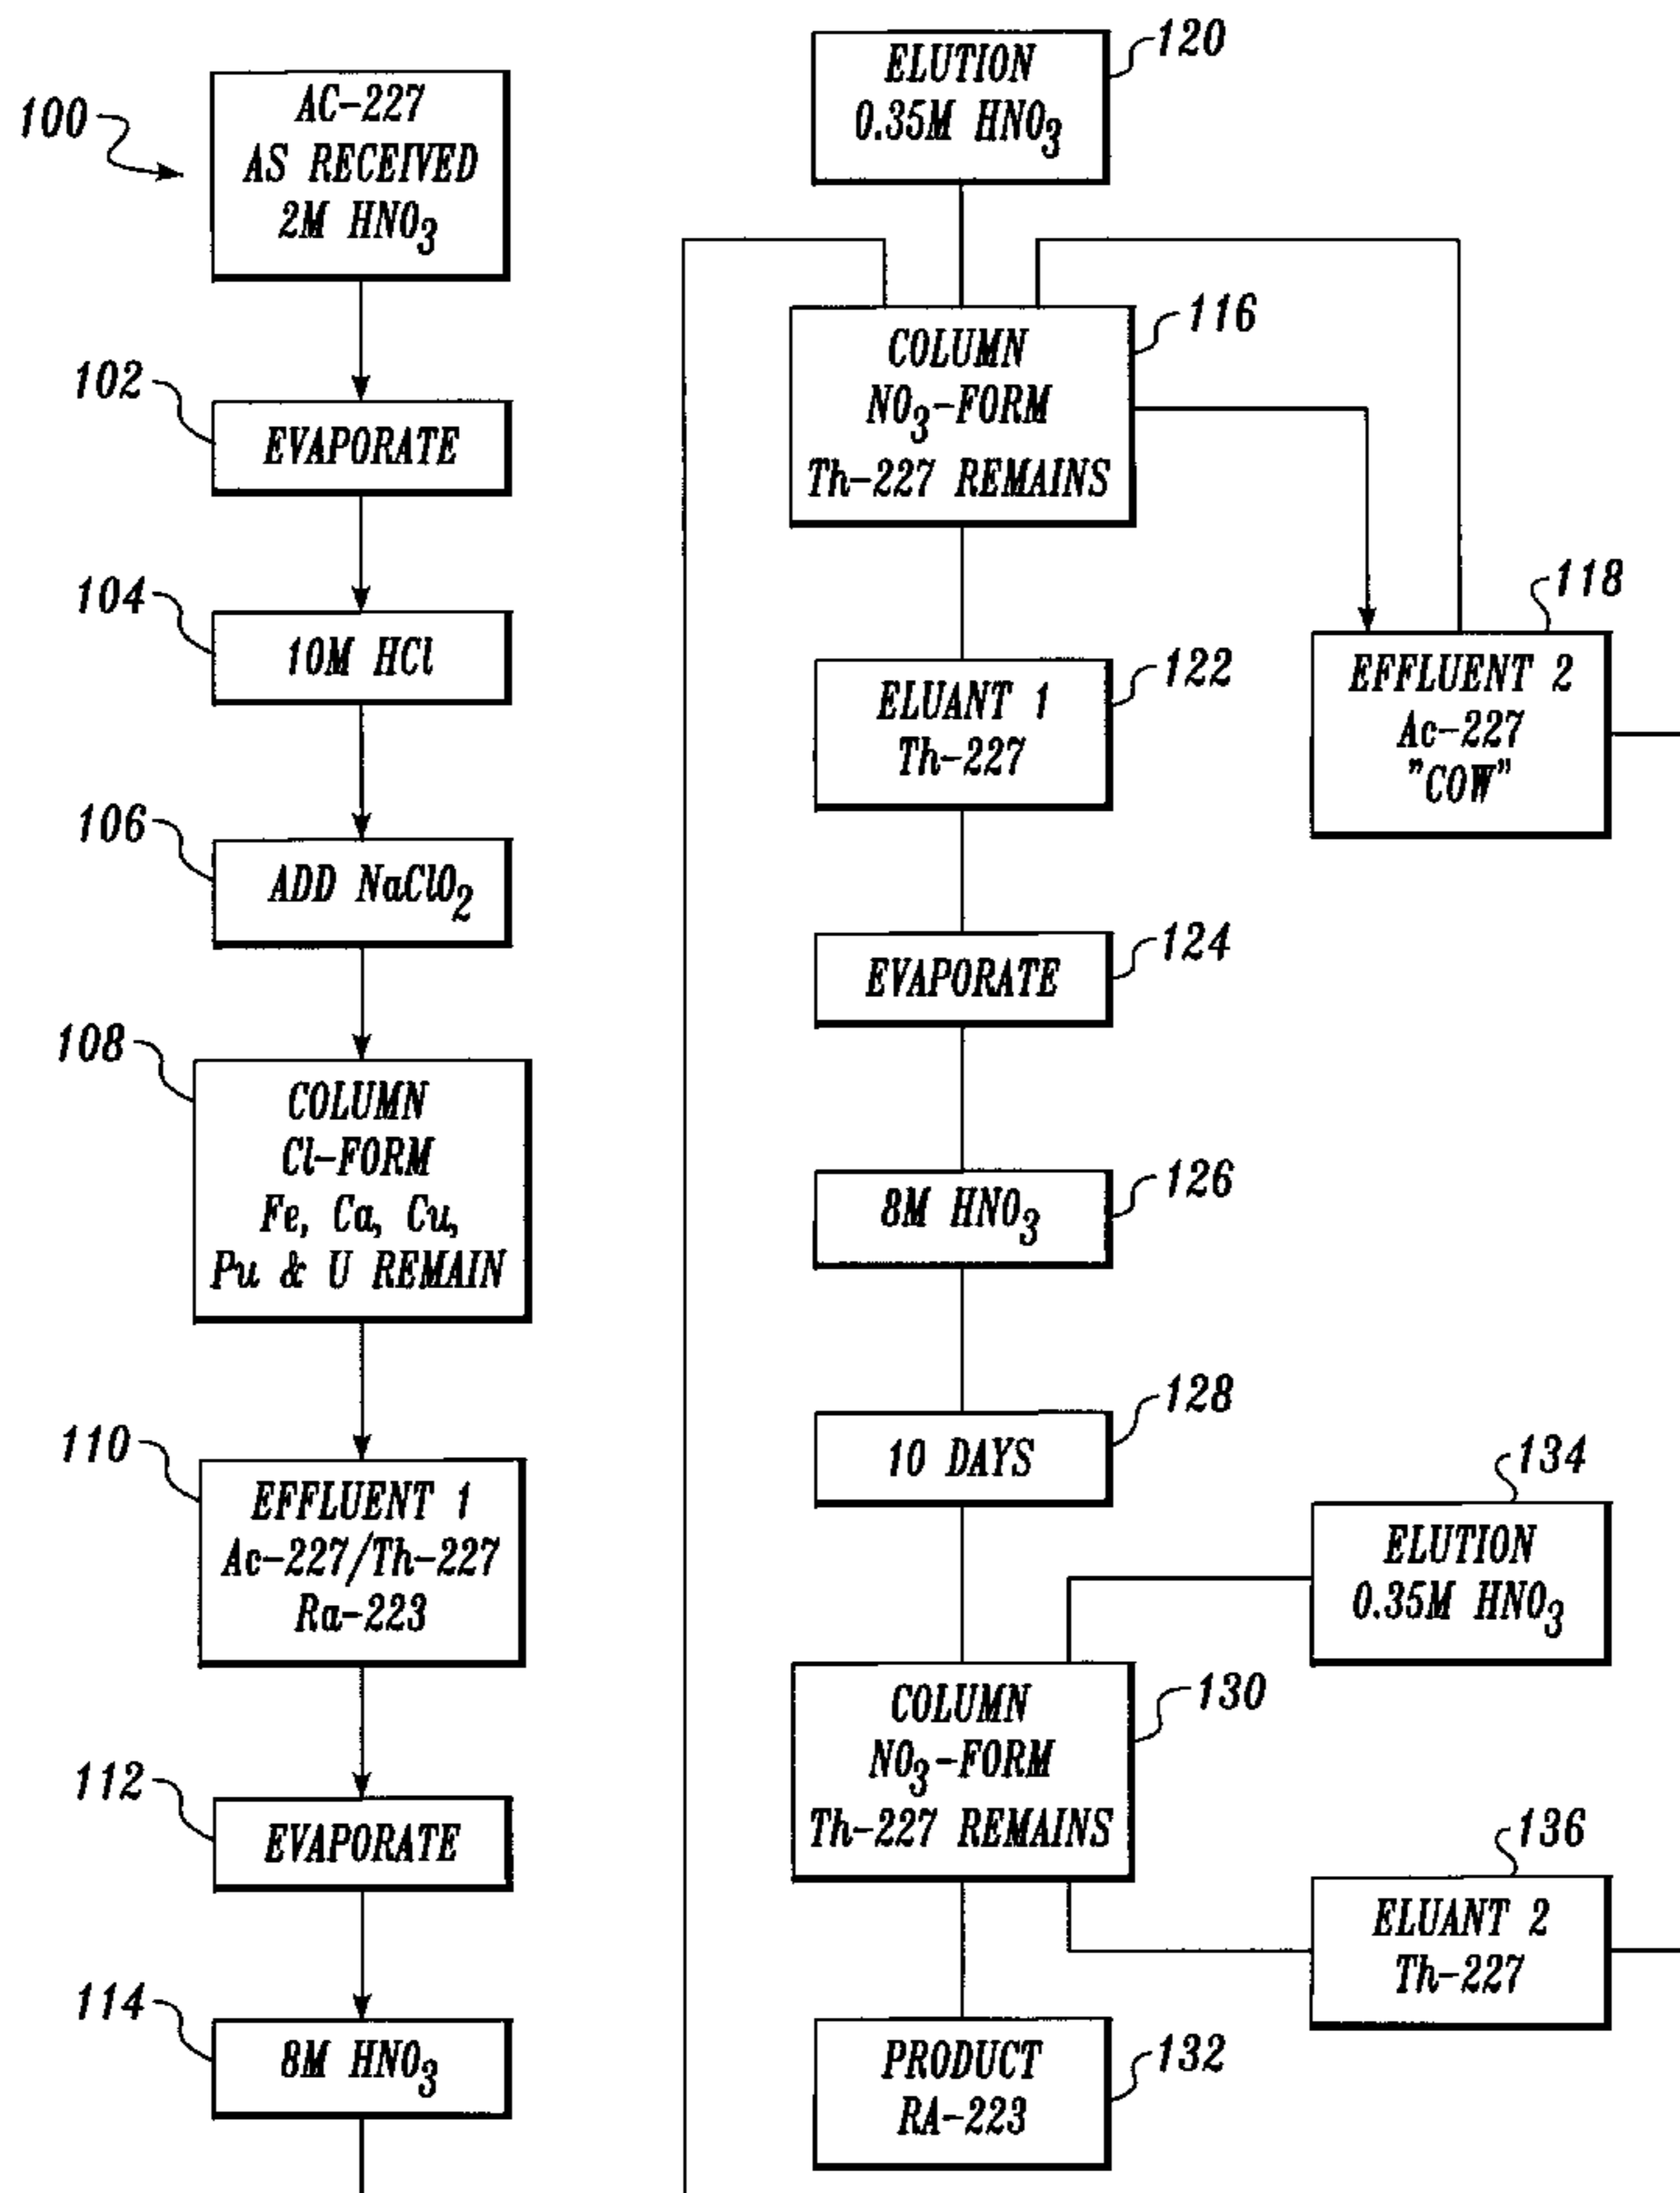 100
AC-227
AS RECEIVED
2M HNO3
102
EVAPORATE
104
10M HCl
106
ADD NaClO2
108
COLUMN
Cl-FORM
Fe, Ca, Cu,
Pu & U REMAIN
110
EFFLUENT 1
Ac-227/Th-227
Ra-223
112
EVAPORATE
114
8M HNO3
120
ELUTION
0.35M HNO3
116
COLUMN
NO3-FORM
Th-227 REMAINS
118
EFFLUENT 2
Ac-227
"COW"
122
ELUANT 1
Th-227
124
EVAPORATE
126
8M HNO3
128
10 DAYS
134
ELUTION
0.35M HNO3
130
COLUMN
NO3-FORM
Th-227 REMAINS
136
ELUANT 2
Th-227
132
PRODUCT
RA-223